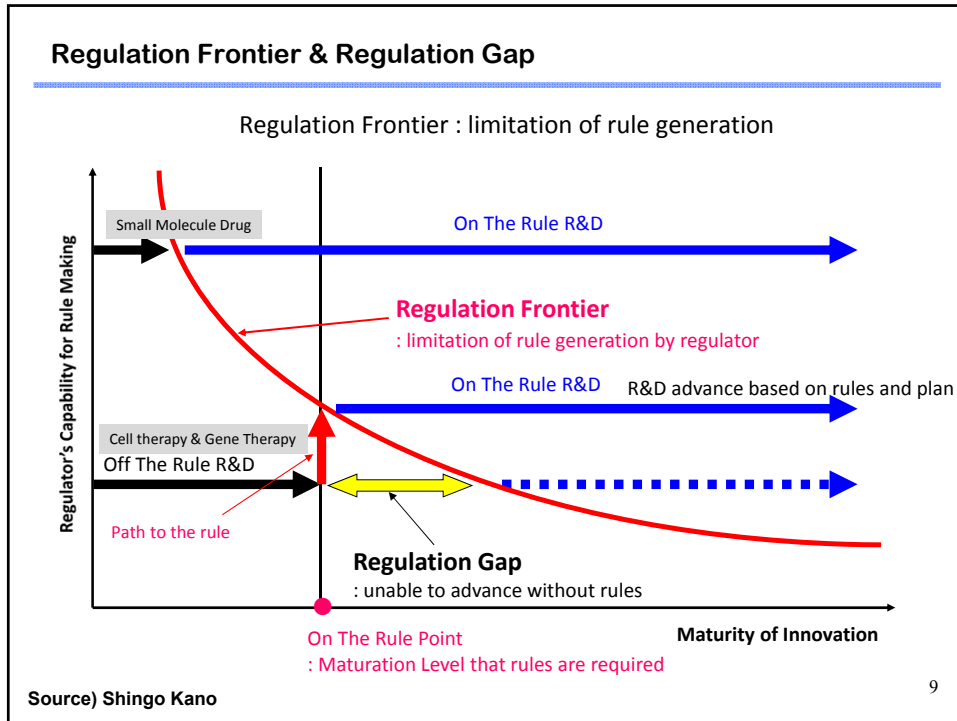 Regulation Frontier & Regulation Gap
Regulation Frontier : limitation of rule generation
Regulator's Capability for Rule Making
Small Molecule Drug
On The Rule R&D
Regulation Frontier
: limitation of rule generation by regulator
On The Rule R&D
R&D advance based on rules and plan
Cell therapy & Gene Therapy
Off The Rule R&D
Path to the rule
Regulation Gap
: unable to advance without rules
On The Rule Point
: Maturation Level that rules are required
Maturity of Innovation
Source) Shingo Kano
9